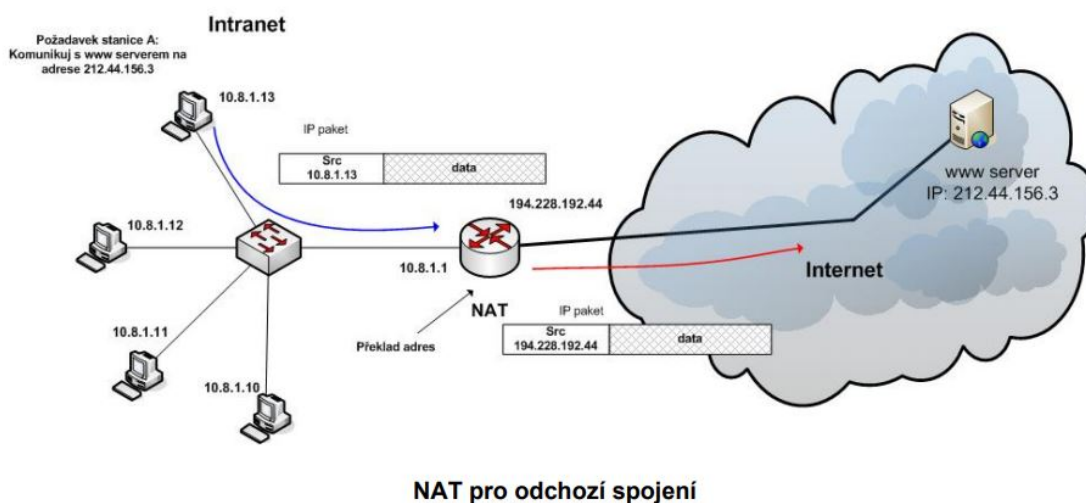 Intranet
Požadavek stanice A:
Komunikuj s www serverem na
adrese 212.44.156.3
10.8.1.13
IP paket
Src
10.8.1.13
data
www server
IP: 212.44.156.3
194.228.192.44
10.8.1.12
10.8.1.1
Internet
NAT
IP paket
Src
194.228.192.44
data
Překlad adres
10.8.1.11
10.8.1.10
NAT pro odchozí spojení